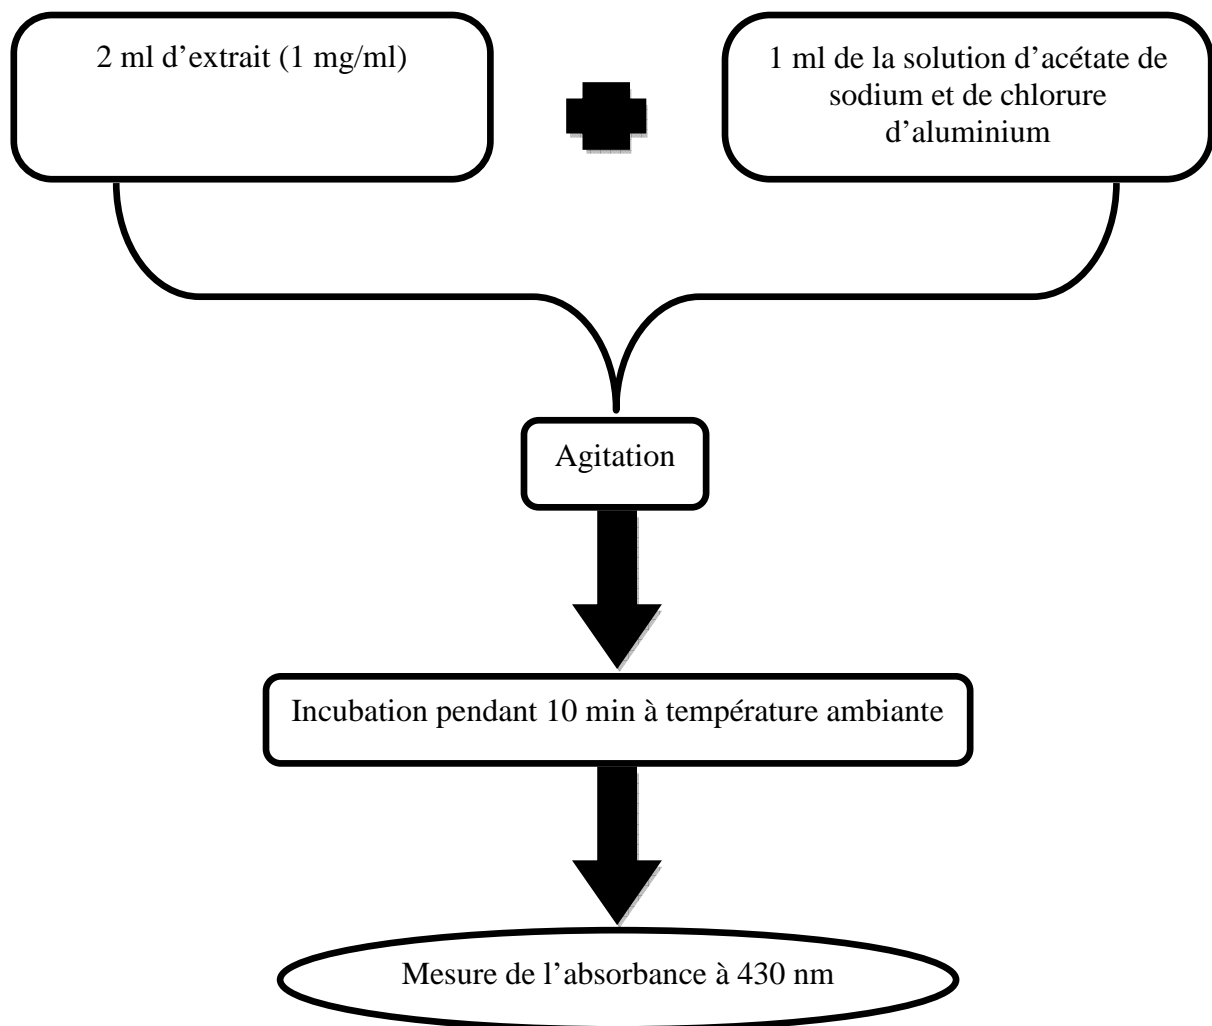 2 ml d’extrait (1 mg/ml)
1 ml de la solution d’acétate de
sodium et de chlorure
d’aluminium
Agitation
Incubation pendant 10 min à température ambiante
Mesure de l’absorbance à 430 nm